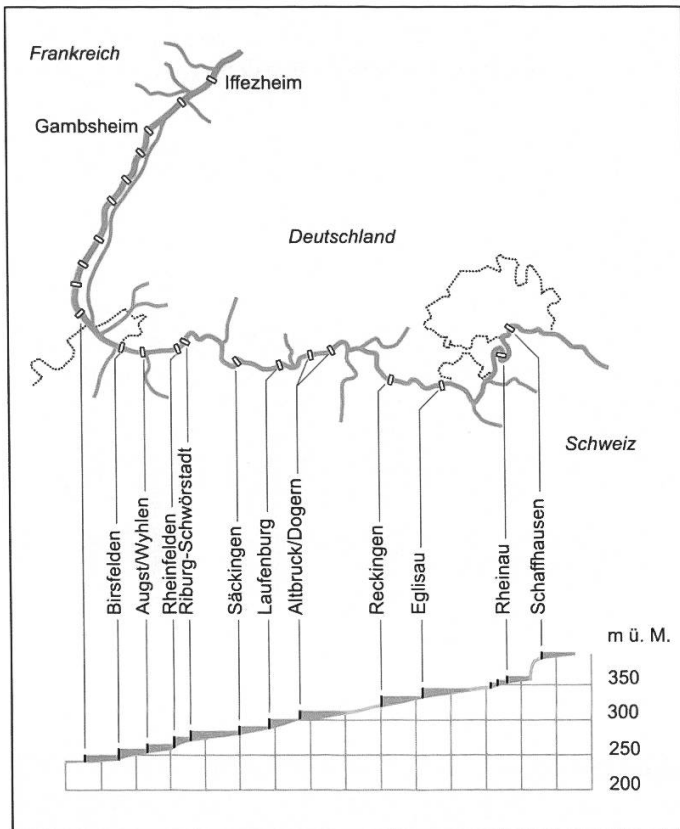 Frankreich
Iffezheim
Gambsheim
Deutschland
Schweiz
Birsfelden
Augst/Wyhlen
Rheinfelden
Riburg-Schwörstadt
Säckingen
Laufenburg
Altbruck/Dogern
Reckingen
Eglisau
Rheinau
Schaffhausen
m ü. M.
350
300
250
200